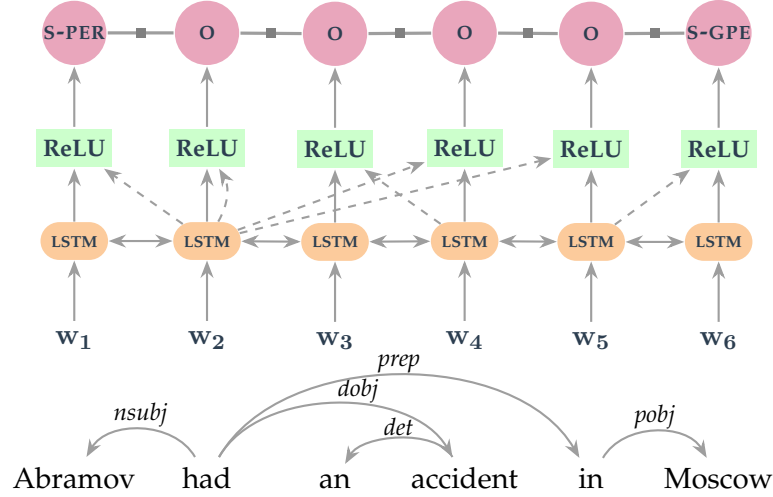 S-PER O O O O S-GPE
ReLU ReLU ReLU ReLU ReLU ReLU
LSTM LSTM LSTM LSTM LSTM LSTM
w1 w2 w3 w4 w5 w6
prep
dobj
nsubj det pobj
Abramov had an accident in Moscow